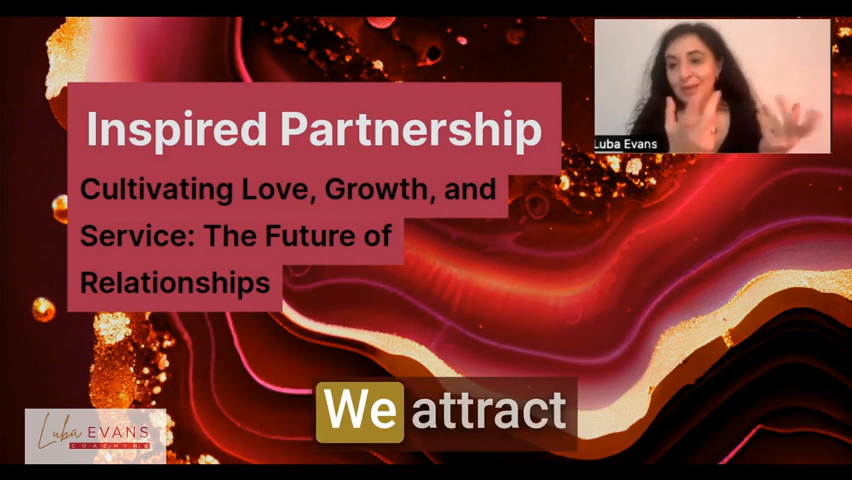 Inspired Partnership
Cultivating Love, Growth, and
Service: The Future of
Relationships
Luba Evans
We attract
Luba EVANS
COACHING